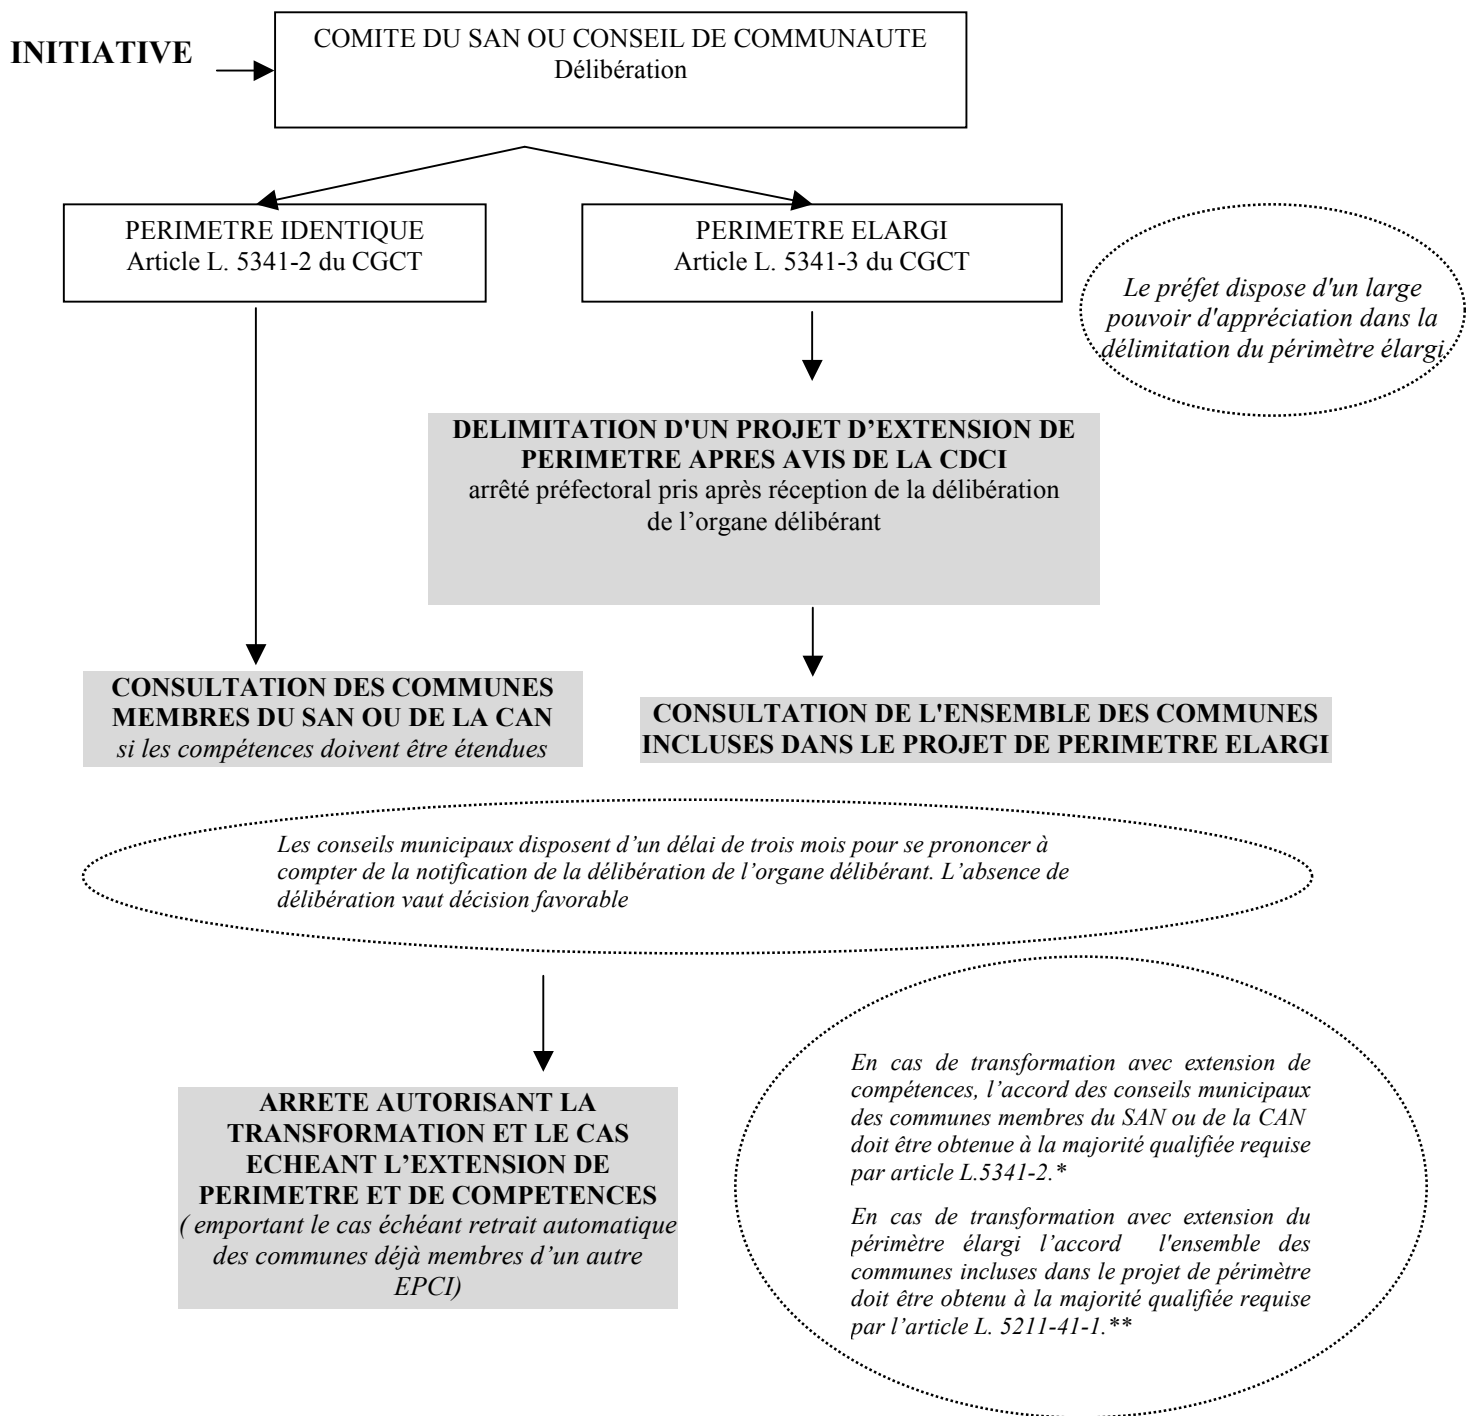 INITIATIVE
COMITE DU SAN OU CONSEIL DE COMMUNAUTE
Délibération
PERIMETRE IDENTIQUE
Article L. 5341-2 du CGCT
PERIMETRE ELARGI
Article L. 5341-3 du CGCT
Le préfet dispose d'un large
pouvoir d'appréciation dans la
délimitation du périmètre élargi
DELIMITATION D'UN PROJET D’EXTENSION DE
PERIMETRE APRES AVIS DE LA CDCI
arrêté préfectoral pris après réception de la délibération
de l’organe délibérant
CONSULTATION DES COMMUNES
MEMBRES DU SAN OU DE LA CAN
si les compétences doivent être étendues
CONSULTATION DE L'ENSEMBLE DES COMMUNES
INCLUSES DANS LE PROJET DE PERIMETRE ELARGI
Les conseils municipaux disposent d’un délai de trois mois pour se prononcer à
compter de la notification de la délibération de l’organe délibérant. L’absence de
délibération vaut décision favorable
ARRETE AUTORISANT LA
TRANSFORMATION ET LE CAS
ECHEANT L’EXTENSION DE
PERIMETRE ET DE COMPETENCES
( emportant le cas échéant retrait automatique
des communes déjà membres d’un autre
EPCI)
En cas de transformation avec extension de
compétences, l’accord des conseils municipaux
des communes membres du SAN ou de la CAN
doit être obtenue à la majorité qualifiée requise
par article L.5341-2.*
En cas de transformation avec extension du
périmètre élargi l’accord l'ensemble des
communes incluses dans le projet de périmètre
doit être obtenu à la majorité qualifiée requise
par l’article L. 5211-41-1.**